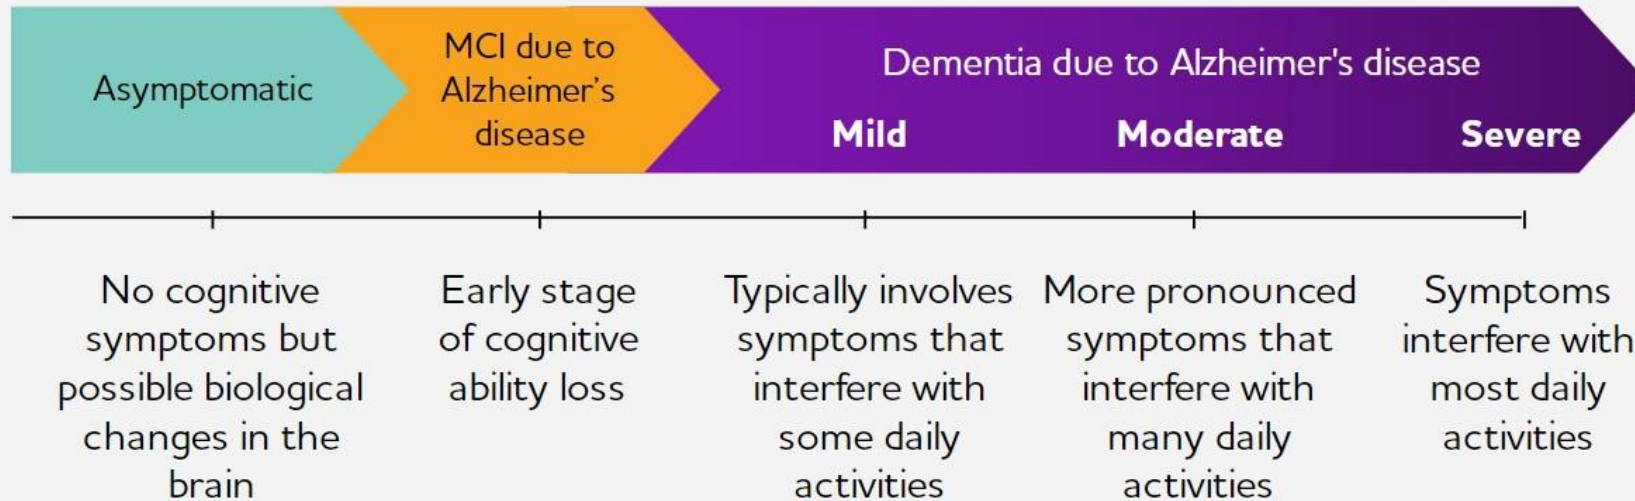 Asymptomatic
MCI due to
Alzheimer’s
disease
Dementia due to Alzheimer's disease
Mild
Moderate
Severe
No cognitive
symptoms but
possible biological
changes in the
brain
Early stage
of cognitive
ability loss
Typically involves
symptoms that
interfere with
some daily
activities
More pronounced
symptoms that
interfere with
many daily
activities
Symptoms
interfere with
most daily
activities